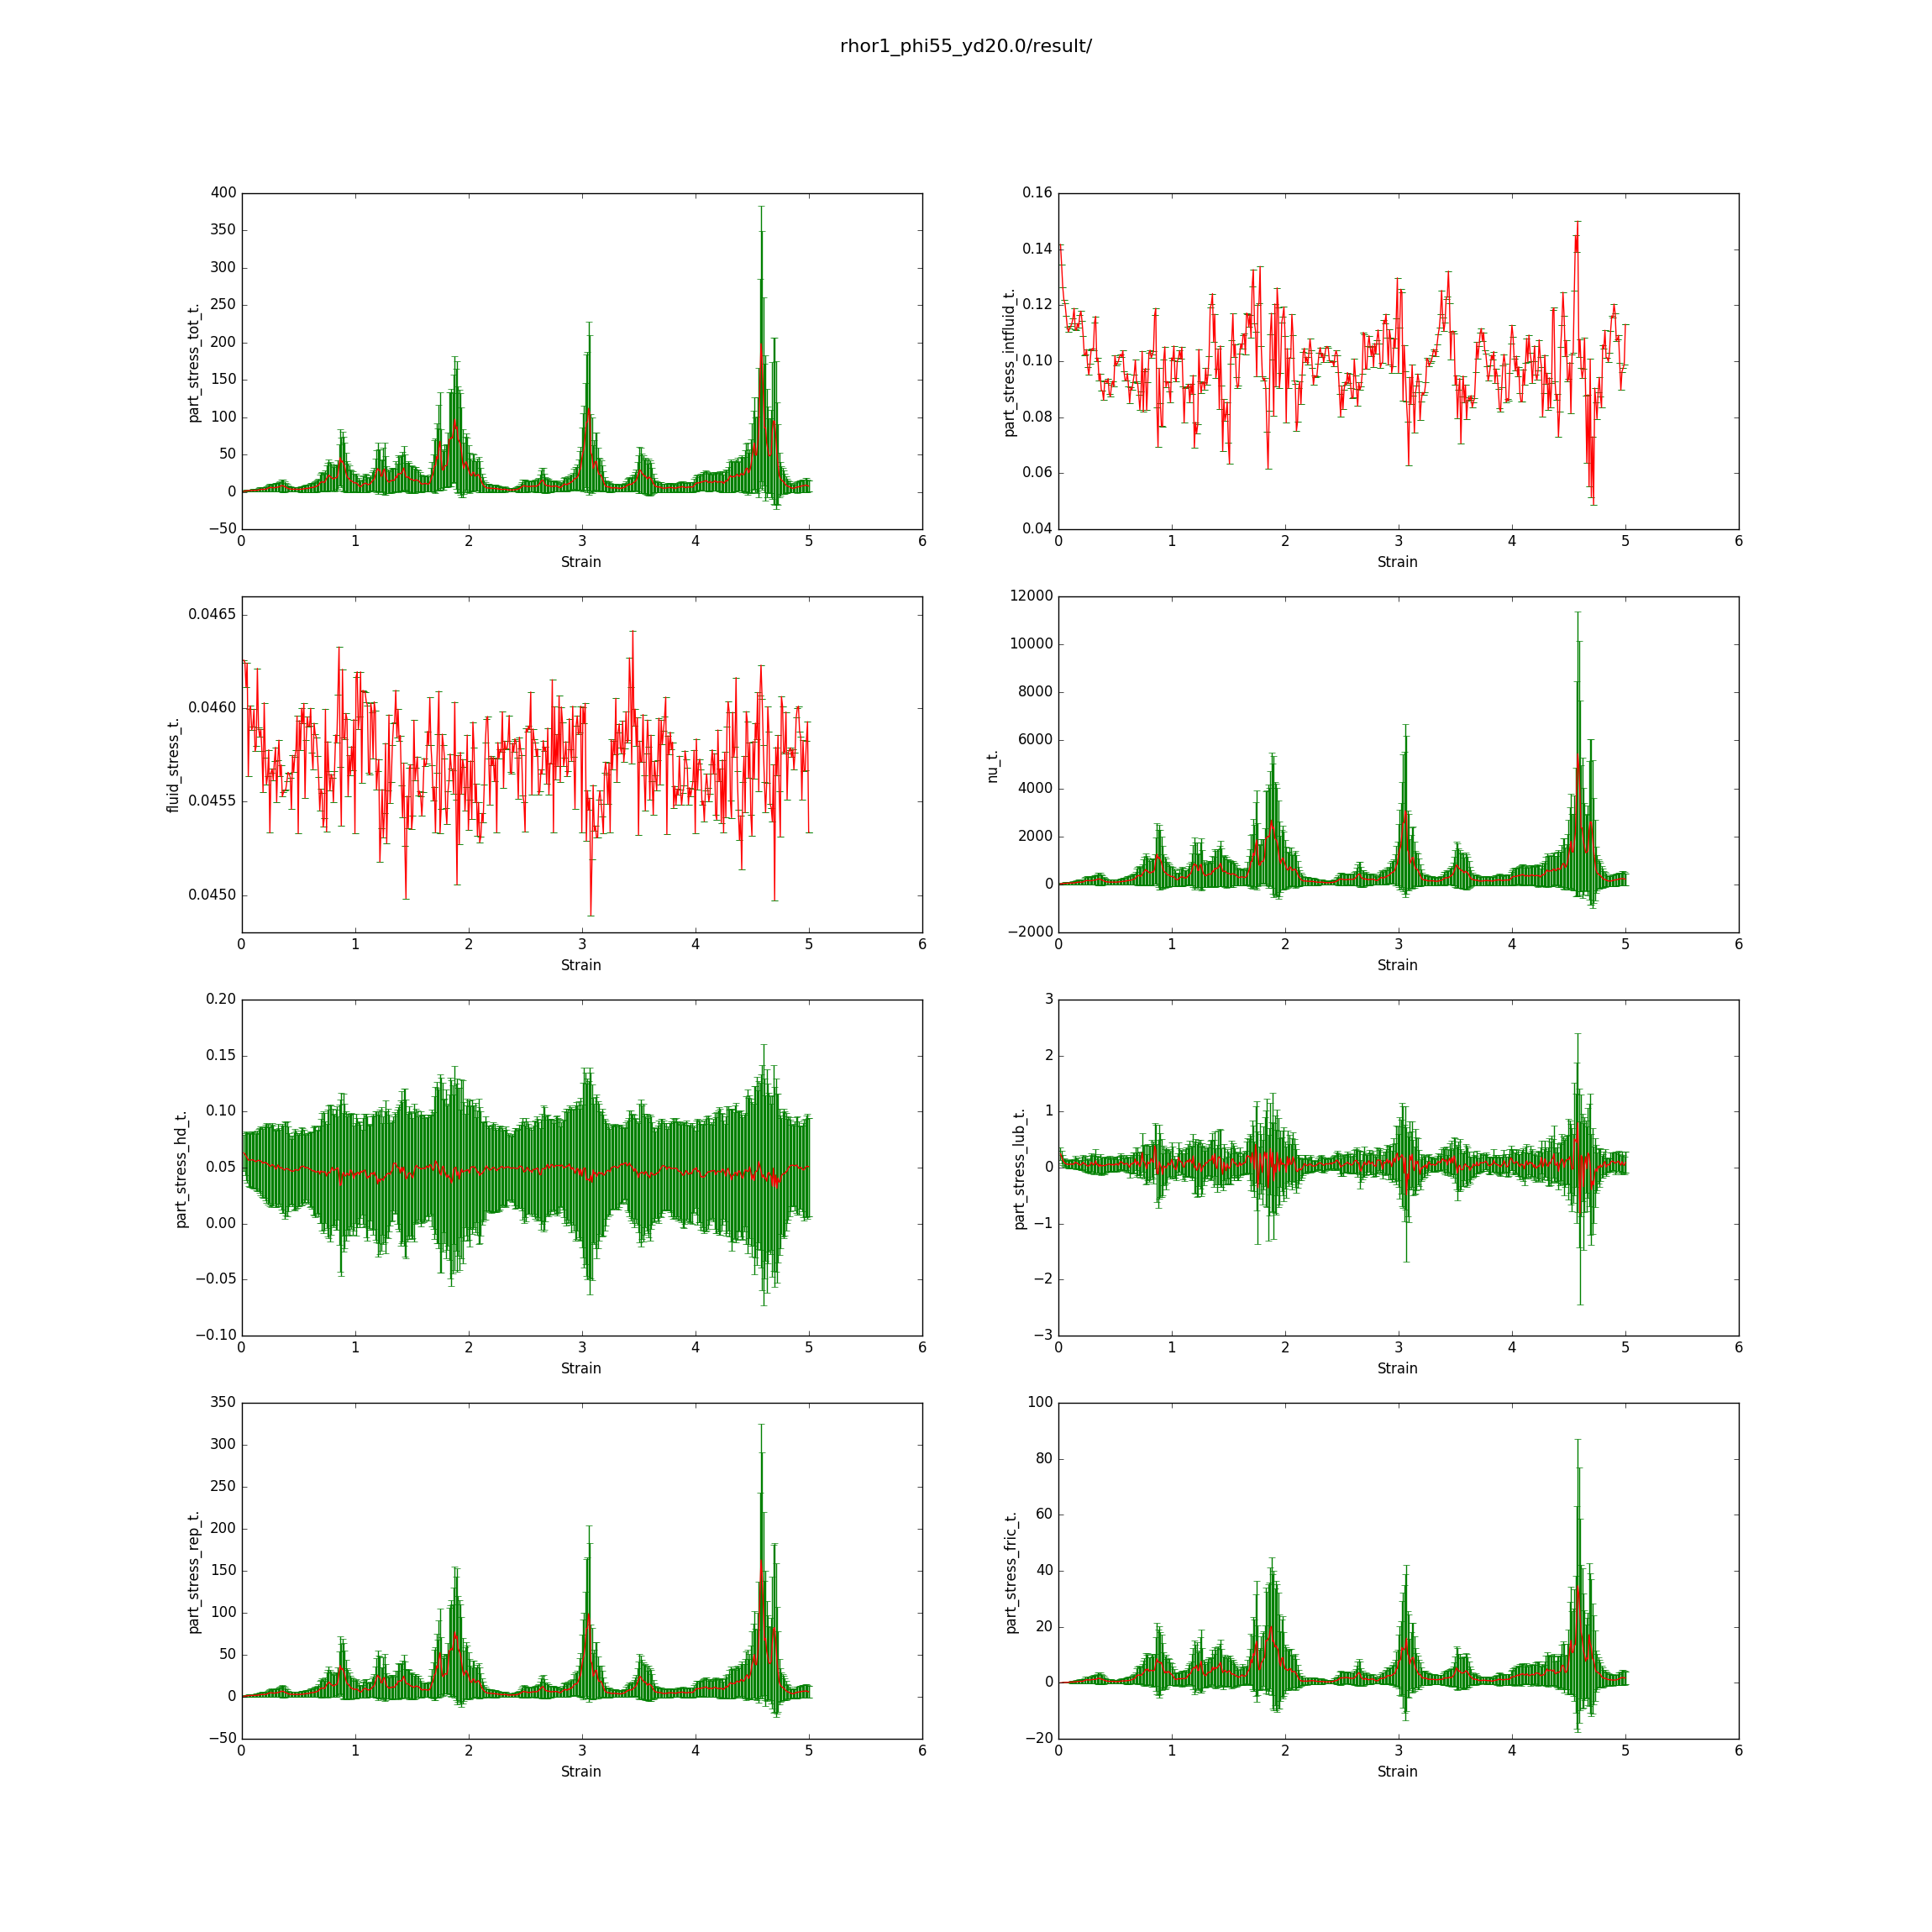 rhor1_phi55_yd20.0/result/
400
350
300
250
200
150
100
50
0
−50
part_stress_tot_t.
0 1 2 3 4 5 6
Strain
0.16
0.14
0.12
0.10
0.08
0.06
0.04
part_stress_intfluid_t.
0 1 2 3 4 5 6
Strain
0.0465
0.0460
0.0455
0.0450
fluid_stress_t.
0 1 2 3 4 5 6
Strain
12000
10000
8000
6000
4000
2000
0
−2000
nu_t.
0 1 2 3 4 5 6
Strain
0.20
0.15
0.10
0.05
0.00
−0.05
−0.10
part_stress_hd_t.
0 1 2 3 4 5 6
Strain
3
2
1
0
−1
−2
−3
part_stress_lub_t.
0 1 2 3 4 5 6
Strain
350
300
250
200
150
100
50
0
−50
part_stress_rep_t.
0 1 2 3 4 5 6
Strain
100
80
60
40
20
0
−20
part_stress_fric_t.
0 1 2 3 4 5 6
Strain